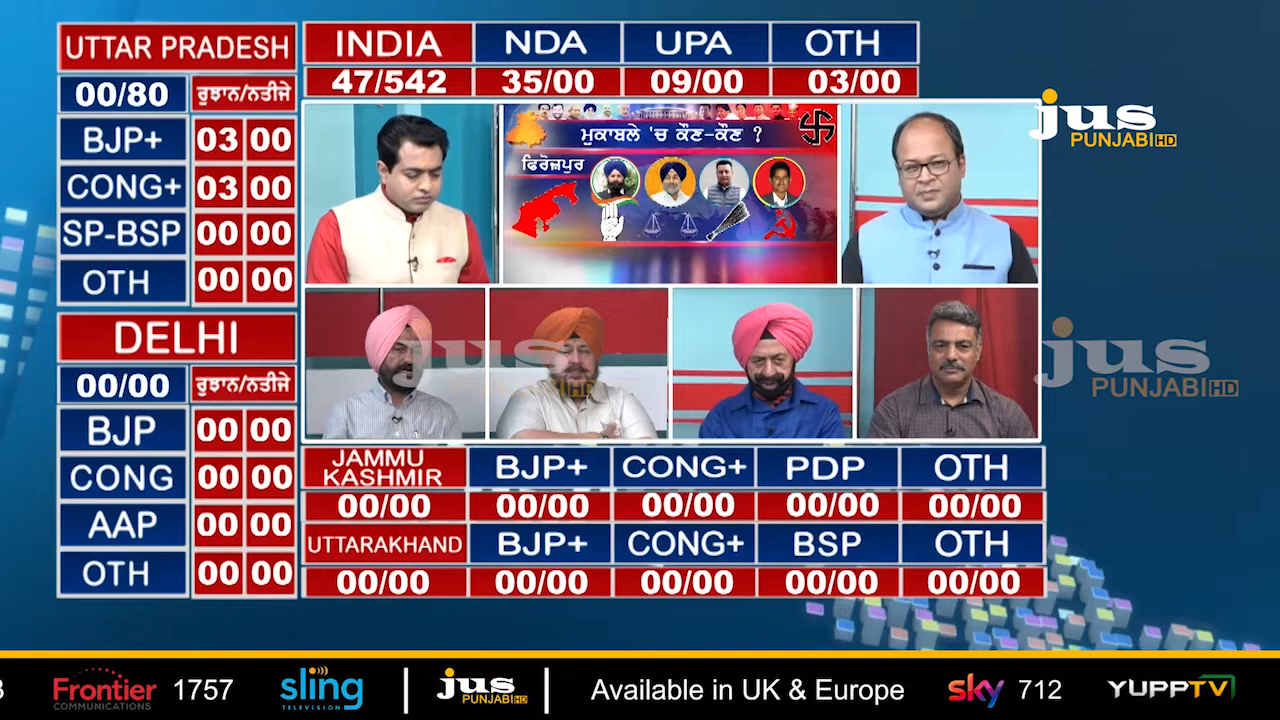 UTTAR PRADESH
00/80 ਰੁਝਾਨ/ਨਤੀਜੇ
BJP+ 03 00
CONG+ 03 00
SP-BSP 00 00
OTH 00 00
DELHI
00/00 ਰੁਝਾਨ/ਨਤੀਜੇ
BJP 00 00
CONG 00 00
AAP 00 00
OTH 00 00
INDIA NDA UPA OTH
47/542 35/00 09/00 03/00
ਮੁਕਾਬਲੇ 'ਚ ਕੌਣ-ਕੌਣ ?
ਫਿਰੋਜ਼ਪੁਰ
jus
PUNJABI HD
jus
PUNJABI HD
jus
PUNJABI HD
JAMMU KASHMIR BJP+ CONG+ PDP OTH
00/00 00/00 00/00 00/00 00/00
UTTARAKHAND BJP+ CONG+ BSP OTH
00/00 00/00 00/00 00/00 00/00
Frontier COMMUNICATIONS 1757 sling TELEVISION jus PUNJABI HD Available in UK & Europe sky 712 YUPPTV